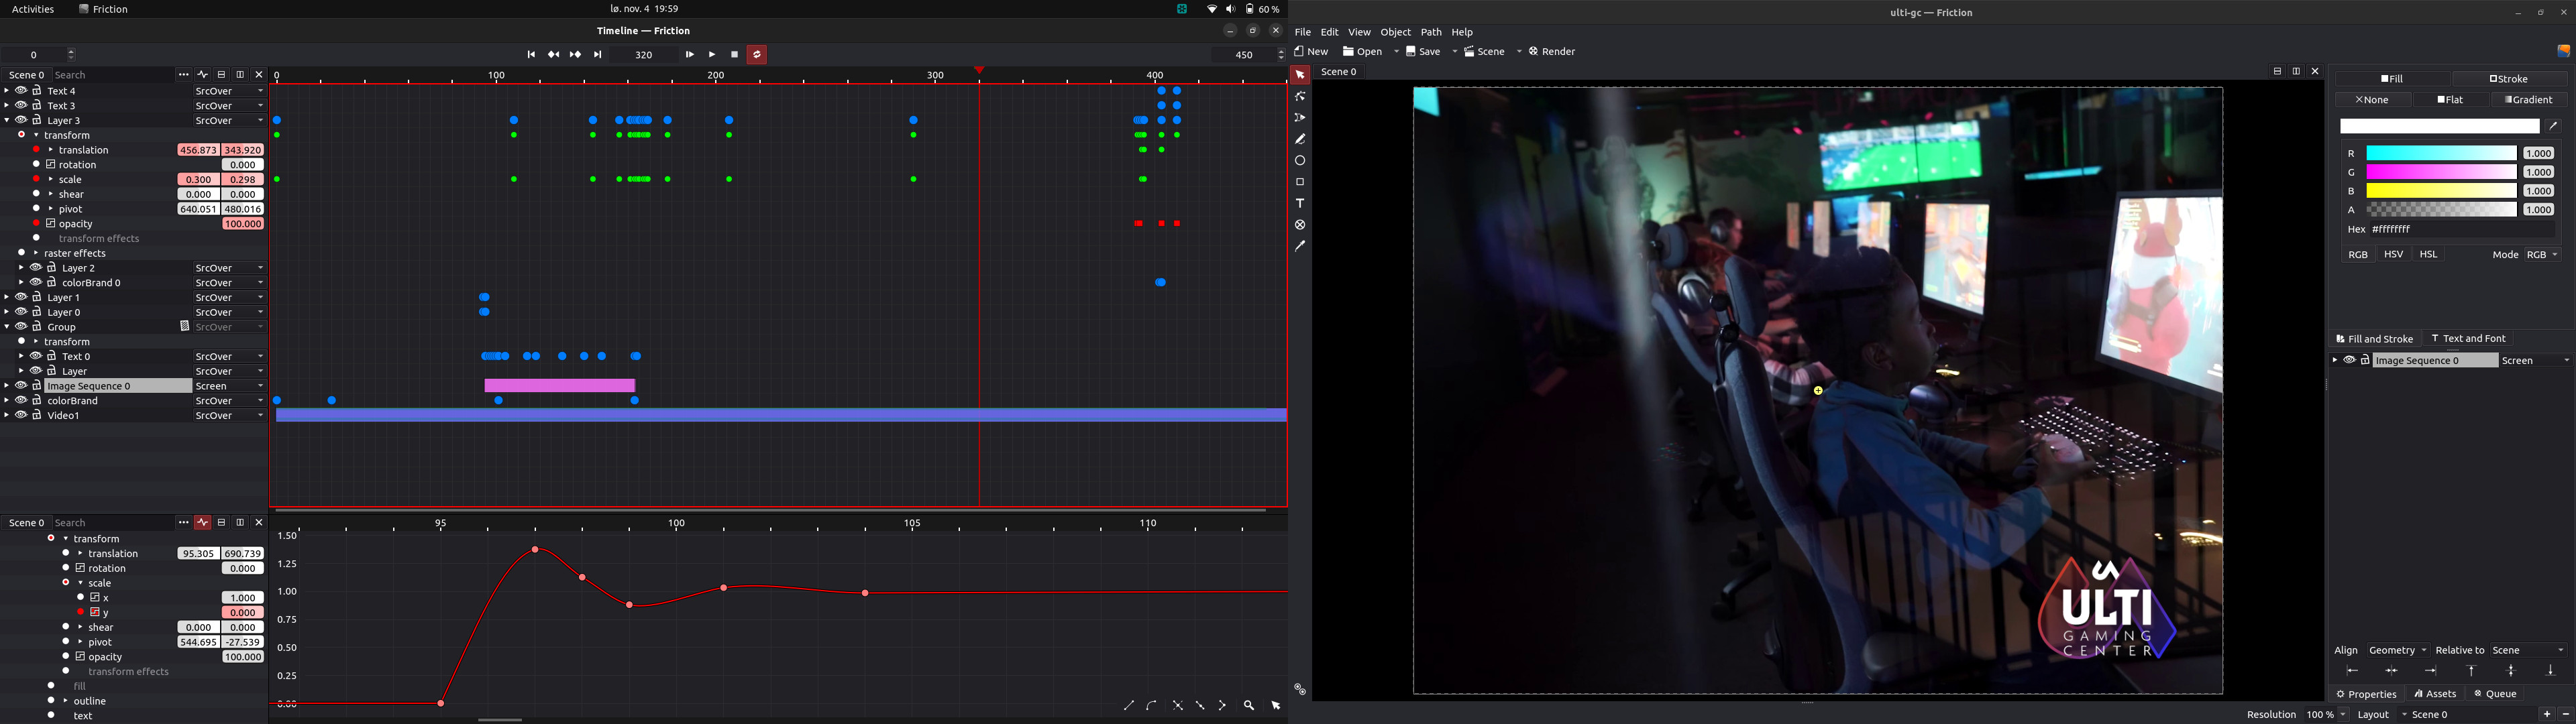 Activities
Friction
lø. nov. 4 19:59
60 %
Timeline — Friction
0
320
450
Scene 0
Search
0
100
200
300
400
Text 4
SrcOver
Text 3
SrcOver
Layer 3
SrcOver
transform
translation
456.873
343.920
rotation
0.000
scale
0.300
0.298
shear
0.000
0.000
pivot
640.051
480.016
opacity
100.000
transform effects
raster effects
Layer 2
SrcOver
colorBrand 0
SrcOver
Layer 1
SrcOver
Layer 0
SrcOver
Group
SrcOver
transform
Text 0
SrcOver
Layer
SrcOver
Image Sequence 0
Screen
colorBrand
SrcOver
Video1
SrcOver
Scene 0
Search
95
100
105
110
transform
translation
95.305
690.739
rotation
0.000
scale
x
1.000
y
0.000
shear
0.000
0.000
pivot
544.695
-27.539
opacity
100.000
transform effects
fill
outline
text
1.50
1.25
1.00
0.75
0.50
0.25
0.00
ulti-gc — Friction
File
Edit
View
Object
Path
Help
New
Open
Save
Scene
Render
Scene 0
ULTI
GAMING
CENTER
Fill
Stroke
None
Flat
Gradient
R
1.000
G
1.000
B
1.000
A
1.000
Hex
#ffffffff
RGB
HSV
HSL
Mode
RGB
Fill and Stroke
Text and Font
Image Sequence 0
Screen
Align
Geometry
Relative to
Scene
Properties
Assets
Queue
Resolution
100 %
Layout
Scene 0